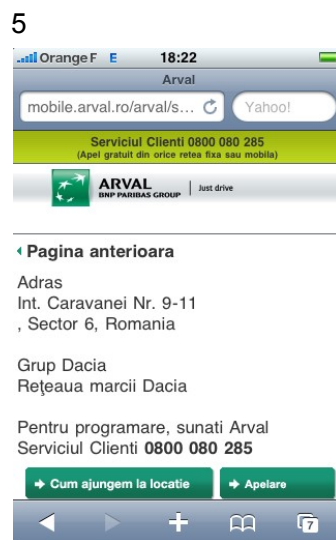 5
Orange F E 18:22
Arval
mobile.arval.ro/arval/s... Yahoo!
Serviciul Clienti 0800 080 285
(Apel gratuit din orice retea fixa sau mobila)
ARVAL
BNP PARIBAS GROUP
Just drive
Pagina anterioara
Adras
Int. Caravanei Nr. 9-11
, Sector 6, Romania
Grup Dacia
Rețeaua marcii Dacia
Pentru programare, sunati Arval
Serviciul Clienti 0800 080 285
Cum ajungem la locatie
Apelare
7